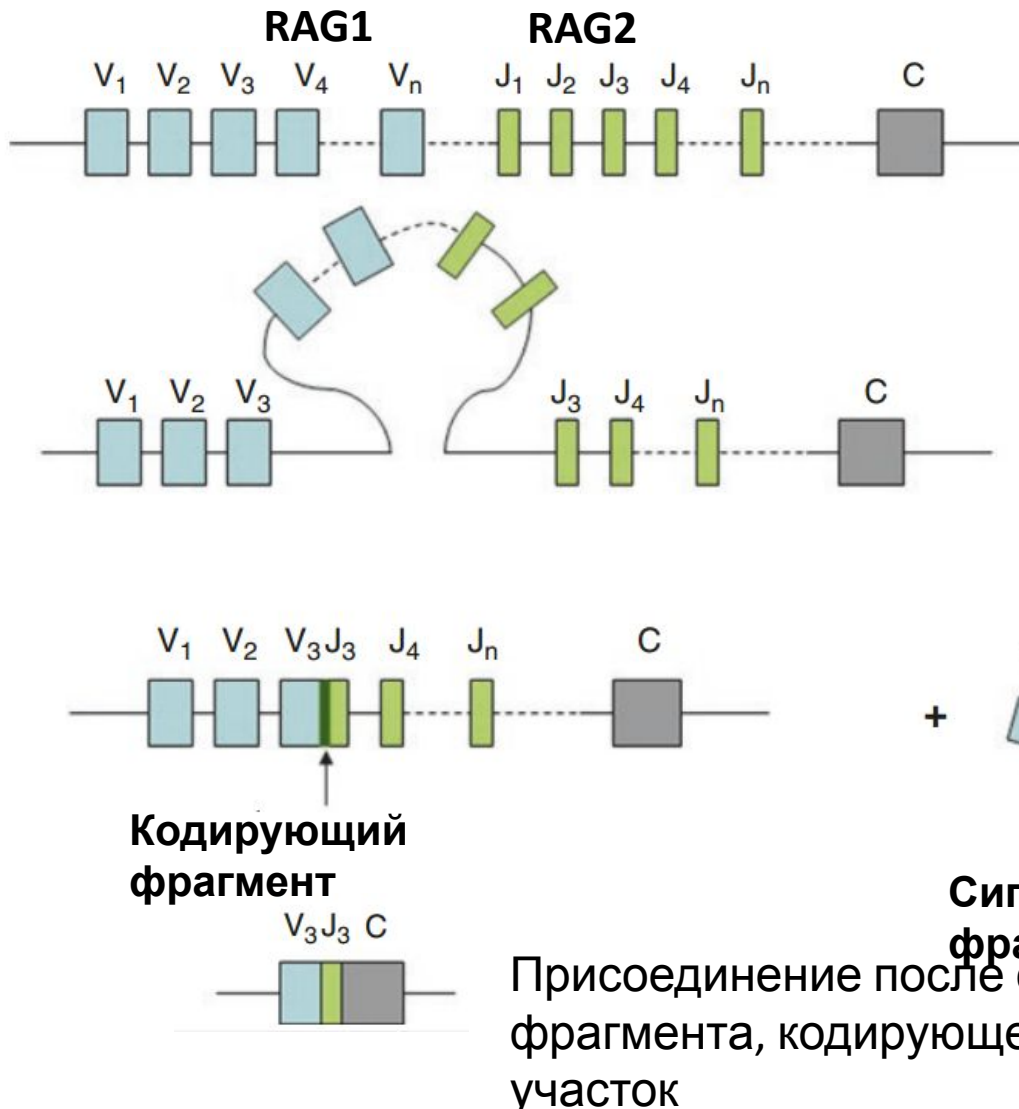 RAG1 RAG2
V1 V2 V3 V4 Vn J1 J2 J3 J4 Jn C
V1 V2 V3 J3 J4 Jn C
V1 V2 V3J3 J4 Jn C
+
Кодирующий
фрагмент
V3J3 C
Присоединение после
фрагмента,
участок